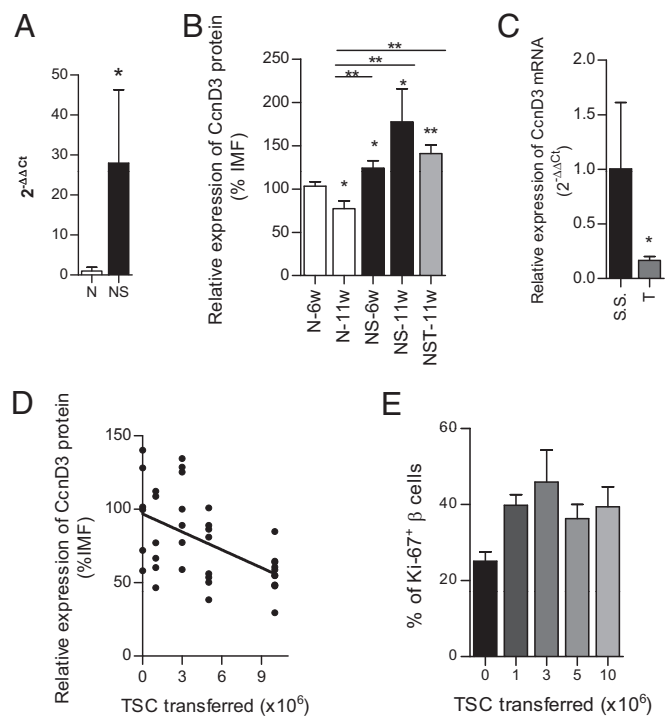 A
2-ΔΔCt
50
40
30
20
10
0
*
N
NS
B
Relative expression of CcnD3 protein
(% IMF)
250
200
150
100
50
0
**
**
**
*
*
*
**
N-6w
N-11w
NS-6w
NS-11w
NST-11w
C
Relative expression of CcnD3 mRNA
(2-ΔΔCt)
2.0
1.5
1.0
0.5
0.0
*
S.S.
T
D
Relative expression of CcnD3 protein
(%IMF)
150
100
50
0
0
3
6
9
TSC transferred (x10⁶)
E
% of Ki-67⁺ β cells
60
40
20
0
0
1
3
5
10
TSC transferred (x10⁶)